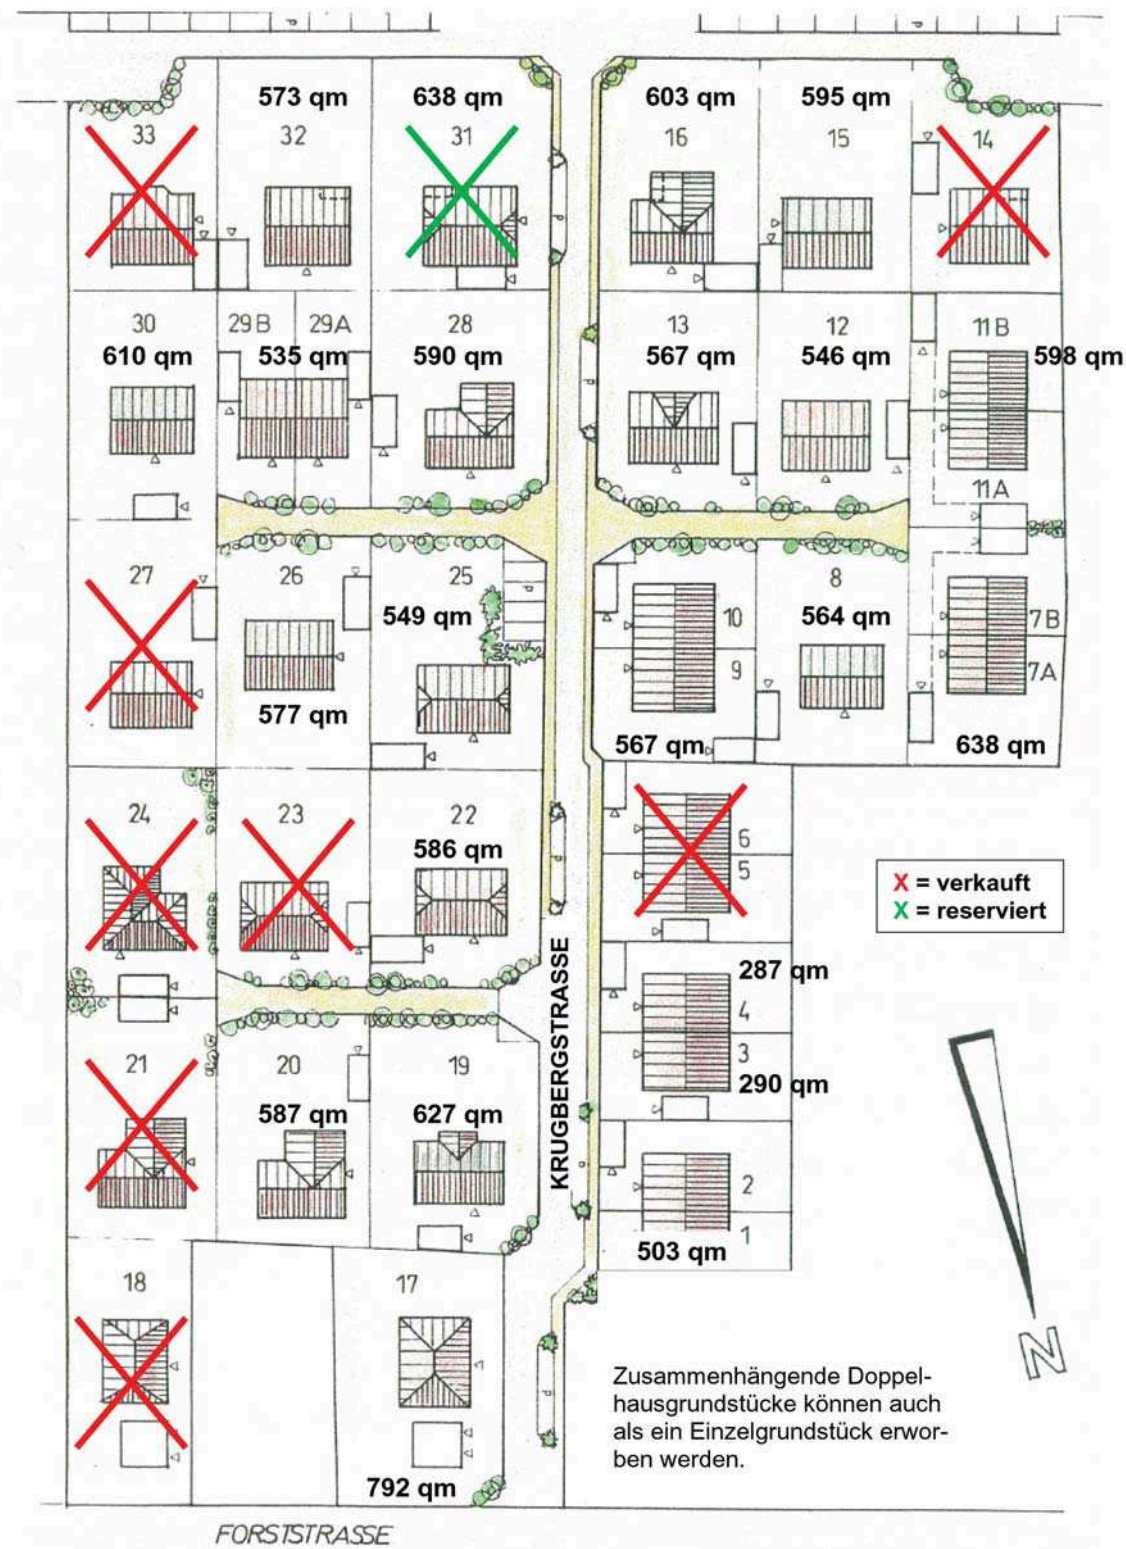 573 qm
638 qm
603 qm
595 qm
33
32
31
16
15
14
30
29B
29A
28
13
12
11B
610 qm
535 qm
590 qm
567 qm
546 qm
598 qm
11A
27
26
25
8
549 qm
564 qm
10
7B
9
7A
577 qm
567 qm
638 qm
24
23
22
586 qm
6
5
X = verkauft
X = reserviert
KRUGBERGSTRASSE
287 qm
4
3
290 qm
21
20
19
587 qm
627 qm
2
1
503 qm
18
17
N
Zusammenhängende Doppel-
hausgrundstücke können auch
als ein Einzelgrundstück erwor-
ben werden.
792 qm
FORSTSTRASSE